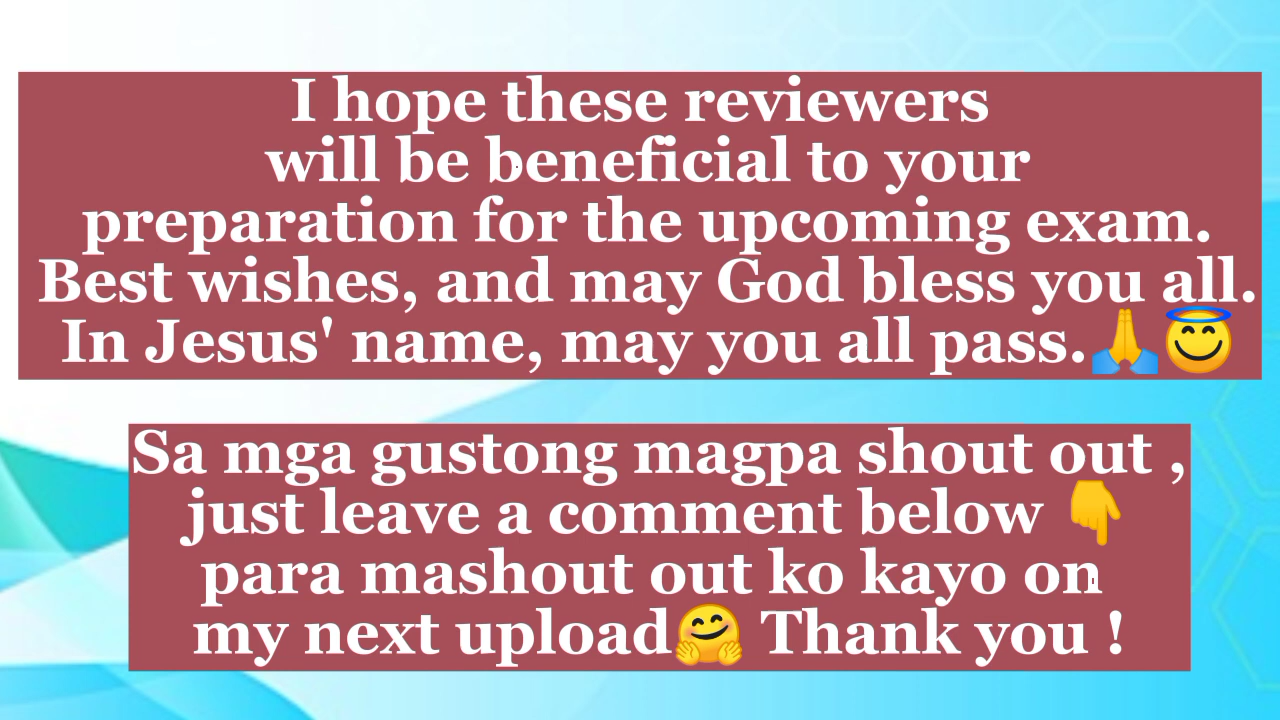 I hope these reviewers
will be beneficial to your
preparation for the upcoming exam.
Best wishes, and may God bless you all.
In Jesus' name, may you all pass.🙏😇
Sa mga gustong magpa shout out ,
just leave a comment below 👇
para mashout out ko kayo on
my next upload🤗 Thank you !